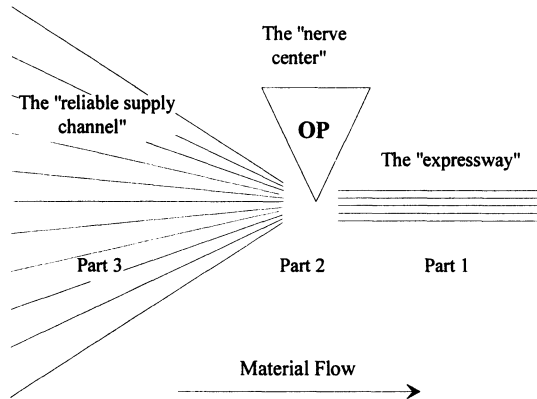 The "nerve
center"
The "reliable supply
channel"
OP
The "expressway"
Part 3
Part 2
Part 1
Material Flow